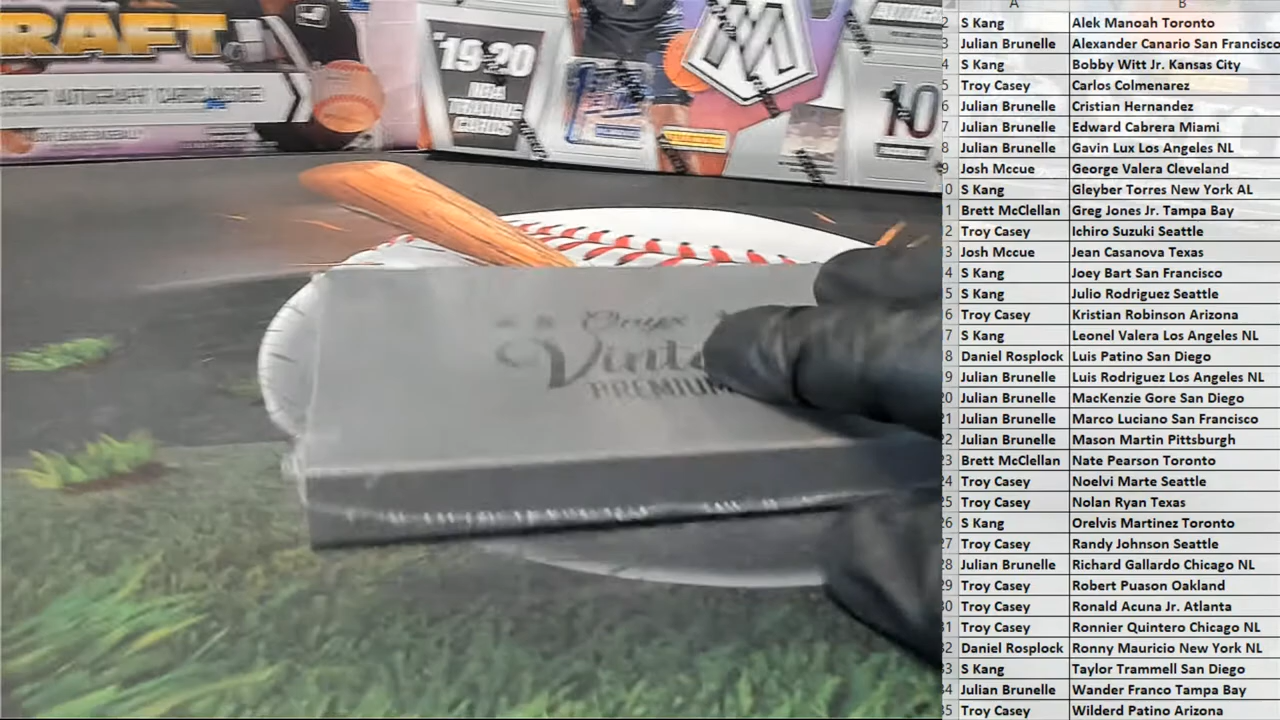 RAFT
'19-20
NBA
TRADING
CARDS
10
Onyx
PREMIUM
A B
2 S Kang Alek Manoah Toronto
3 Julian Brunelle Alexander Canario San Francisco
4 S Kang Bobby Witt Jr. Kansas City
5 Troy Casey Carlos Colmenarez
6 Julian Brunelle Cristian Hernandez
7 Julian Brunelle Edward Cabrera Miami
8 Julian Brunelle Gavin Lux Los Angeles NL
9 Josh Mccue George Valera Cleveland
0 S Kang Gleyber Torres New York AL
1 Brett McClellan Greg Jones Jr. Tampa Bay
2 Troy Casey Ichiro Suzuki Seattle
3 Josh Mccue Jean Casanova Texas
4 S Kang Joey Bart San Francisco
5 S Kang Julio Rodriguez Seattle
6 Troy Casey Kristian Robinson Arizona
7 S Kang Leonel Valera Los Angeles NL
8 Daniel Rosplock Luis Patino San Diego
9 Julian Brunelle Luis Rodriguez Los Angeles NL
20 Julian Brunelle MacKenzie Gore San Diego
21 Julian Brunelle Marco Luciano San Francisco
22 Julian Brunelle Mason Martin Pittsburgh
23 Brett McClellan Nate Pearson Toronto
24 Troy Casey Noelvi Marte Seattle
25 Troy Casey Nolan Ryan Texas
26 S Kang Orelvis Martinez Toronto
27 Troy Casey Randy Johnson Seattle
28 Julian Brunelle Richard Gallardo Chicago NL
29 Troy Casey Robert Puason Oakland
30 Troy Casey Ronald Acuna Jr. Atlanta
31 Troy Casey Ronnier Quintero Chicago NL
32 Daniel Rosplock Ronny Mauricio New York NL
33 S Kang Taylor Trammell San Diego
34 Julian Brunelle Wander Franco Tampa Bay
35 Troy Casey Wilderd Patino Arizona